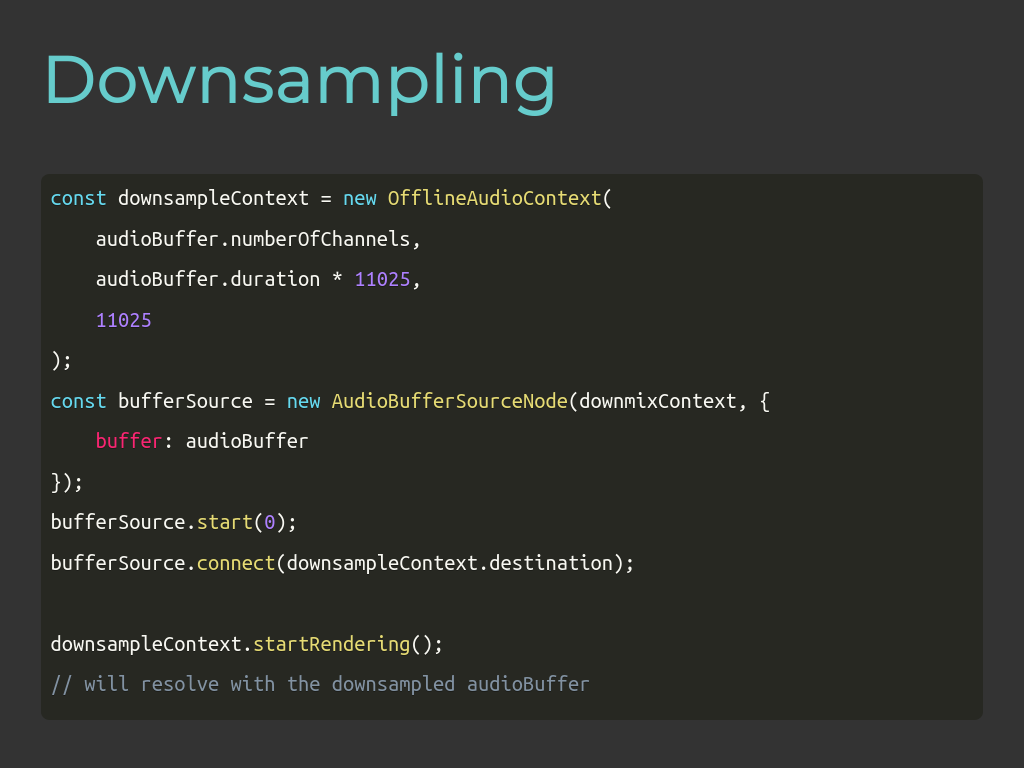 Downsampling
const downsampleContext = new OfflineAudioContext(
    audioBuffer.numberOfChannels,
    audioBuffer.duration * 11025,
    11025
);
const bufferSource = new AudioBufferSourceNode(downmixContext, {
    buffer: audioBuffer
});
bufferSource.start(0);
bufferSource.connect(downsampleContext.destination);

downsampleContext.startRendering();
// will resolve with the downsampled audioBuffer